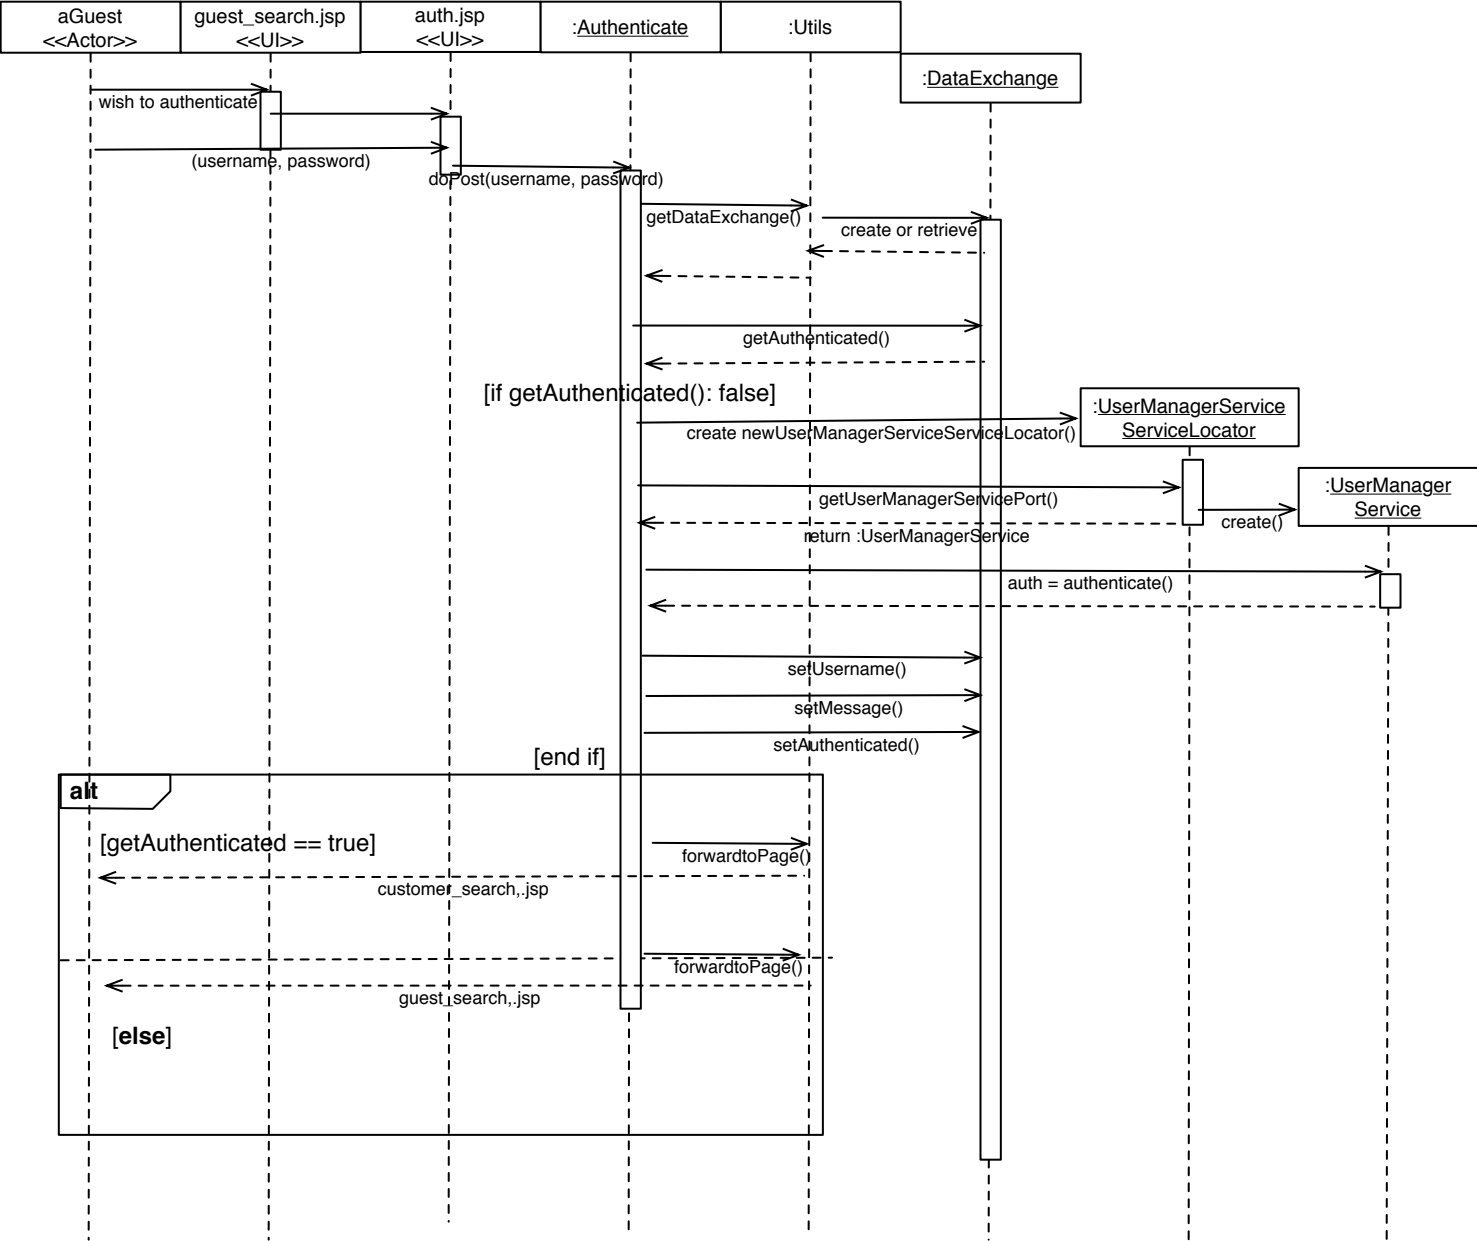 aGuest
<<Actor>>
guest_search.jsp
<<UI>>
auth.jsp
<<UI>>
:Authenticate
:Utils
:DataExchange
wish to authenticate
(username, password)
doPost(username, password)
getDataExchange()
create or retrieve
getAuthenticated()
[if getAuthenticated(): false]
:UserManagerService
ServiceLocator
create newUserManagerServiceServiceLocator()
:UserManager
Service
getUserManagerServicePort()
create()
return :UserManagerService
auth = authenticate()
setUsername()
setMessage()
setAuthenticated()
[end if]
alt
[getAuthenticated == true]
forwardtoPage()
customer_search,.jsp
forwardtoPage()
guest_search,.jsp
[else]